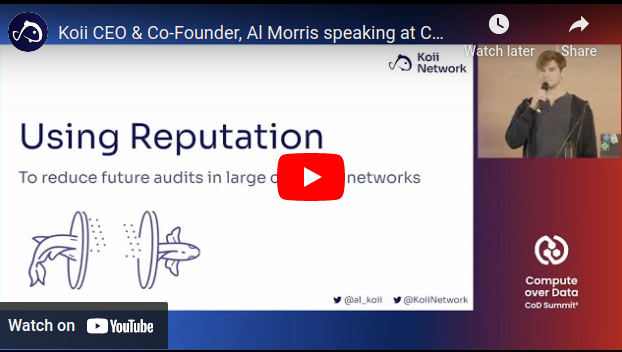 Koii CEO & Co-Founder, Al Morris speaking at C...
Watch later
Share
Koii
Network
Using Reputation
To reduce future audits in large networks
@al_koii @KoiiNetwork
Compute
over Data
CoD Summit²
Watch on YouTube